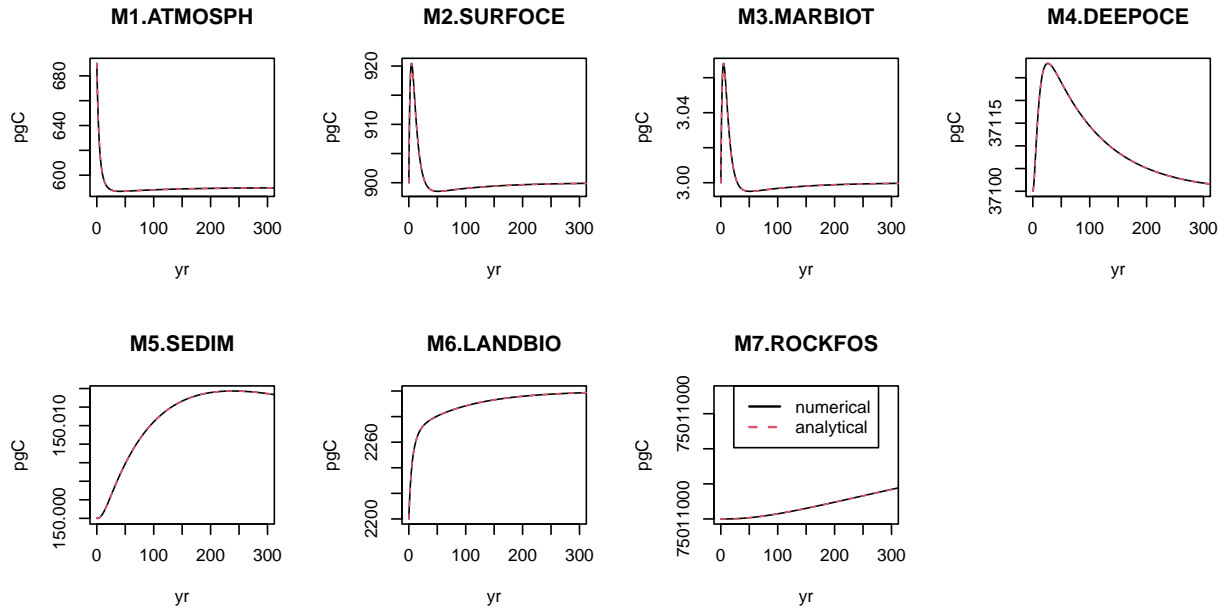 M1.ATMOSPH
pgC
600
640
680
0 100 200 300
yr
M2.SURFOCE
pgC
900
910
920
0 100 200 300
yr
M3.MARBIOT
pgC
3.00
3.04
0 100 200 300
yr
M4.DEEPOCE
pgC
37100
37115
0 100 200 300
yr
M5.SEDIM
pgC
150.000
150.010
0 100 200 300
yr
M6.LANDBIO
pgC
2200
2260
0 100 200 300
yr
M7.ROCKFOS
pgC
75011000
75011000
numerical
analytical
0 100 200 300
yr